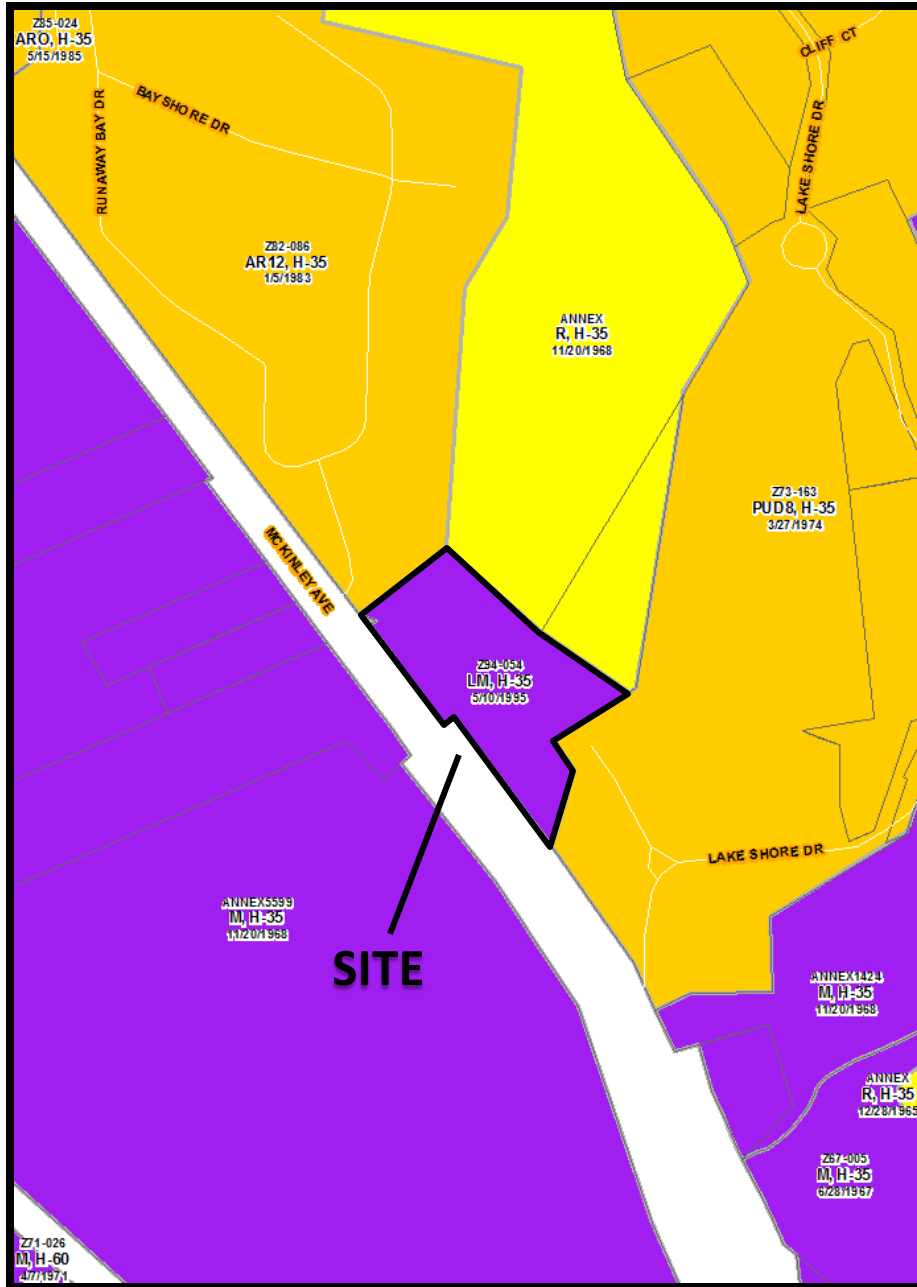 Z85-024
ARO, H-35
5/15/1985
CLIFF CT
BAY SHORE DR
RUNAWAY BAY DR
LAKE SHORE DR
Z82-086
AR12, H-35
1/5/1983
ANNEX
R, H-35
11/20/1968
Z73-163
PUD8, H-35
3/27/1974
MCKINLEY AVE
Z94-054
LM, H-35
5/10/1995
LAKE SHORE DR
ANNEX5599
M, H-35
11/20/1968
SITE
ANNEX1424
M, H-35
11/20/1968
ANNEX
R, H-35
12/28/1965
Z67-005
M, H-35
6/28/1967
Z71-026
M, H-60
4/7/1971